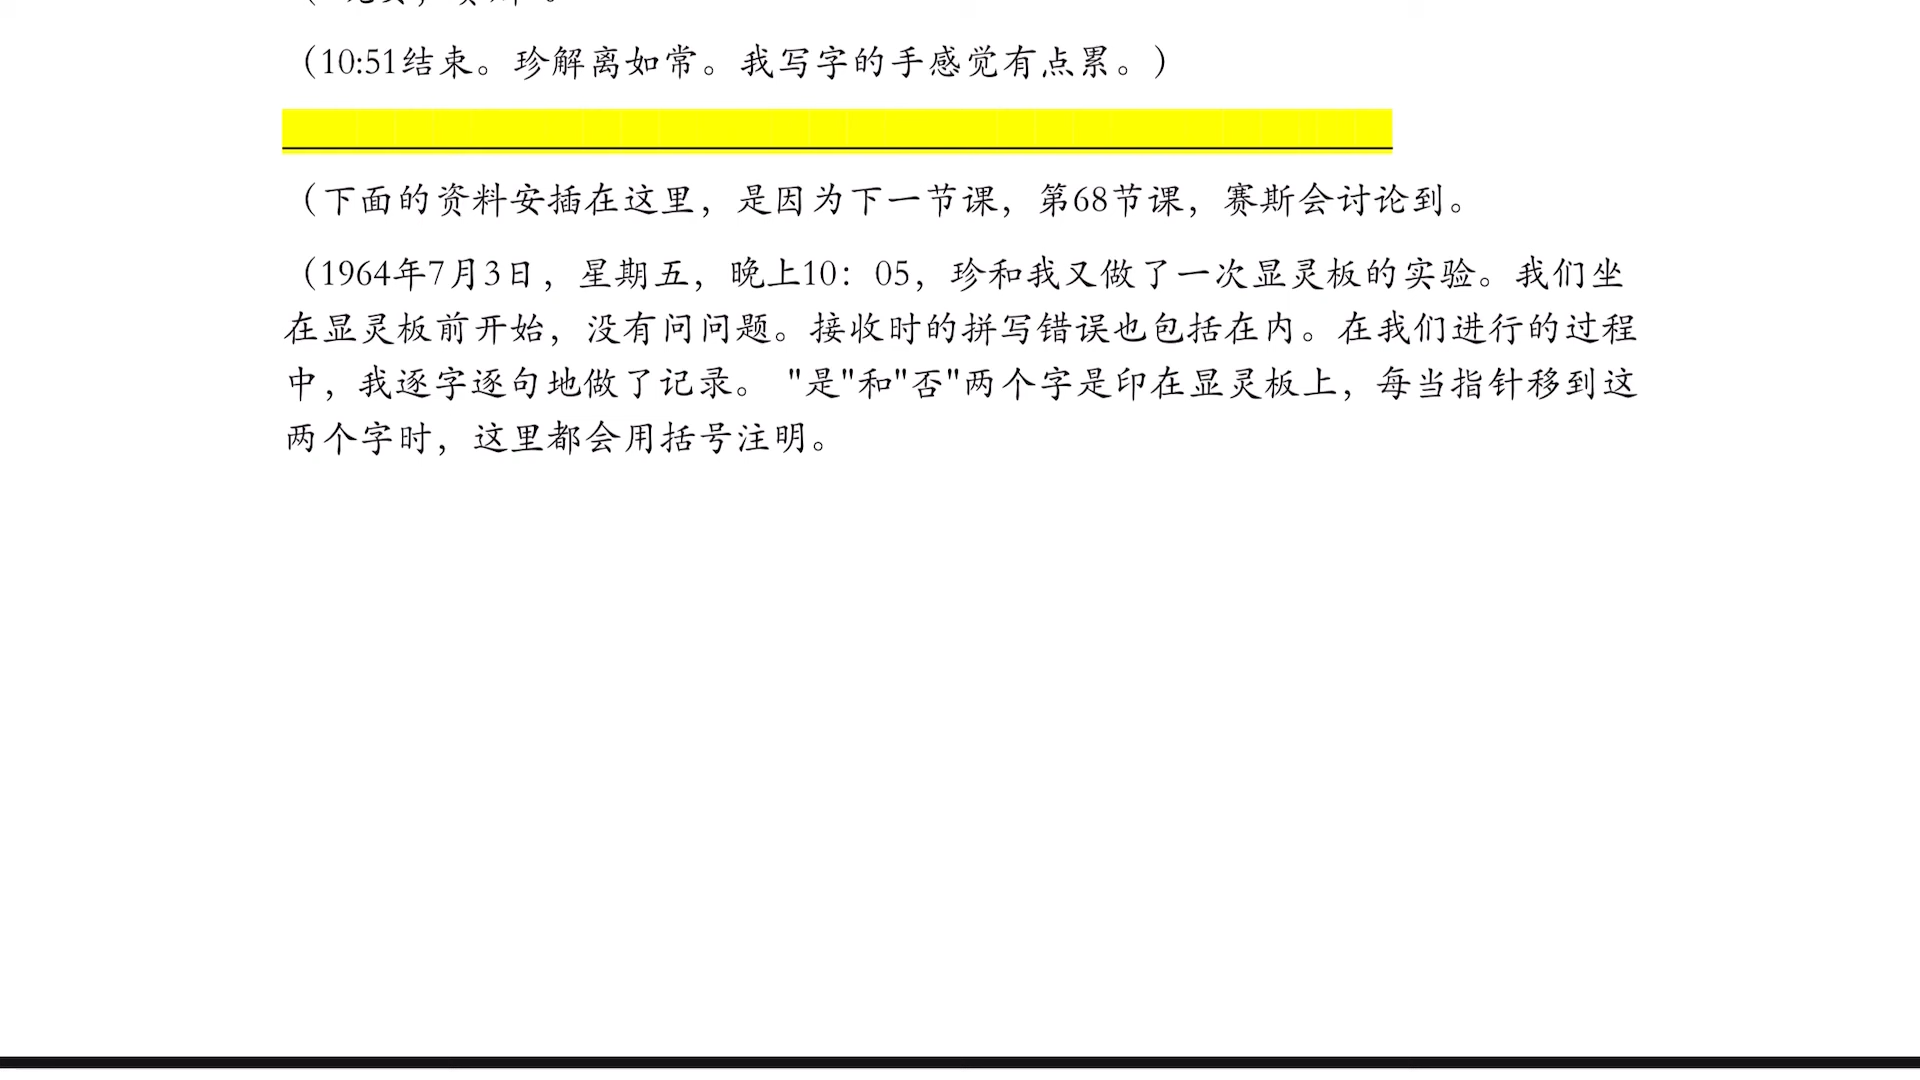 （10:51结束。珍解离如常。我写字的手感觉有点累。）
（下面的资料安插在这里，是因为下一节课，第68节课，赛斯会讨论到。
（1964年7月3日，星期五，晚上10：05，珍和我又做了一次显灵板的实验。我们坐
在显灵板前开始，没有问问题。接收时的拼写错误也包括在内。在我们进行的过程
中，我逐字逐句地做了记录。 "是"和"否"两个字是印在显灵板上，每当指针移到这
两个字时，这里都会用括号注明。